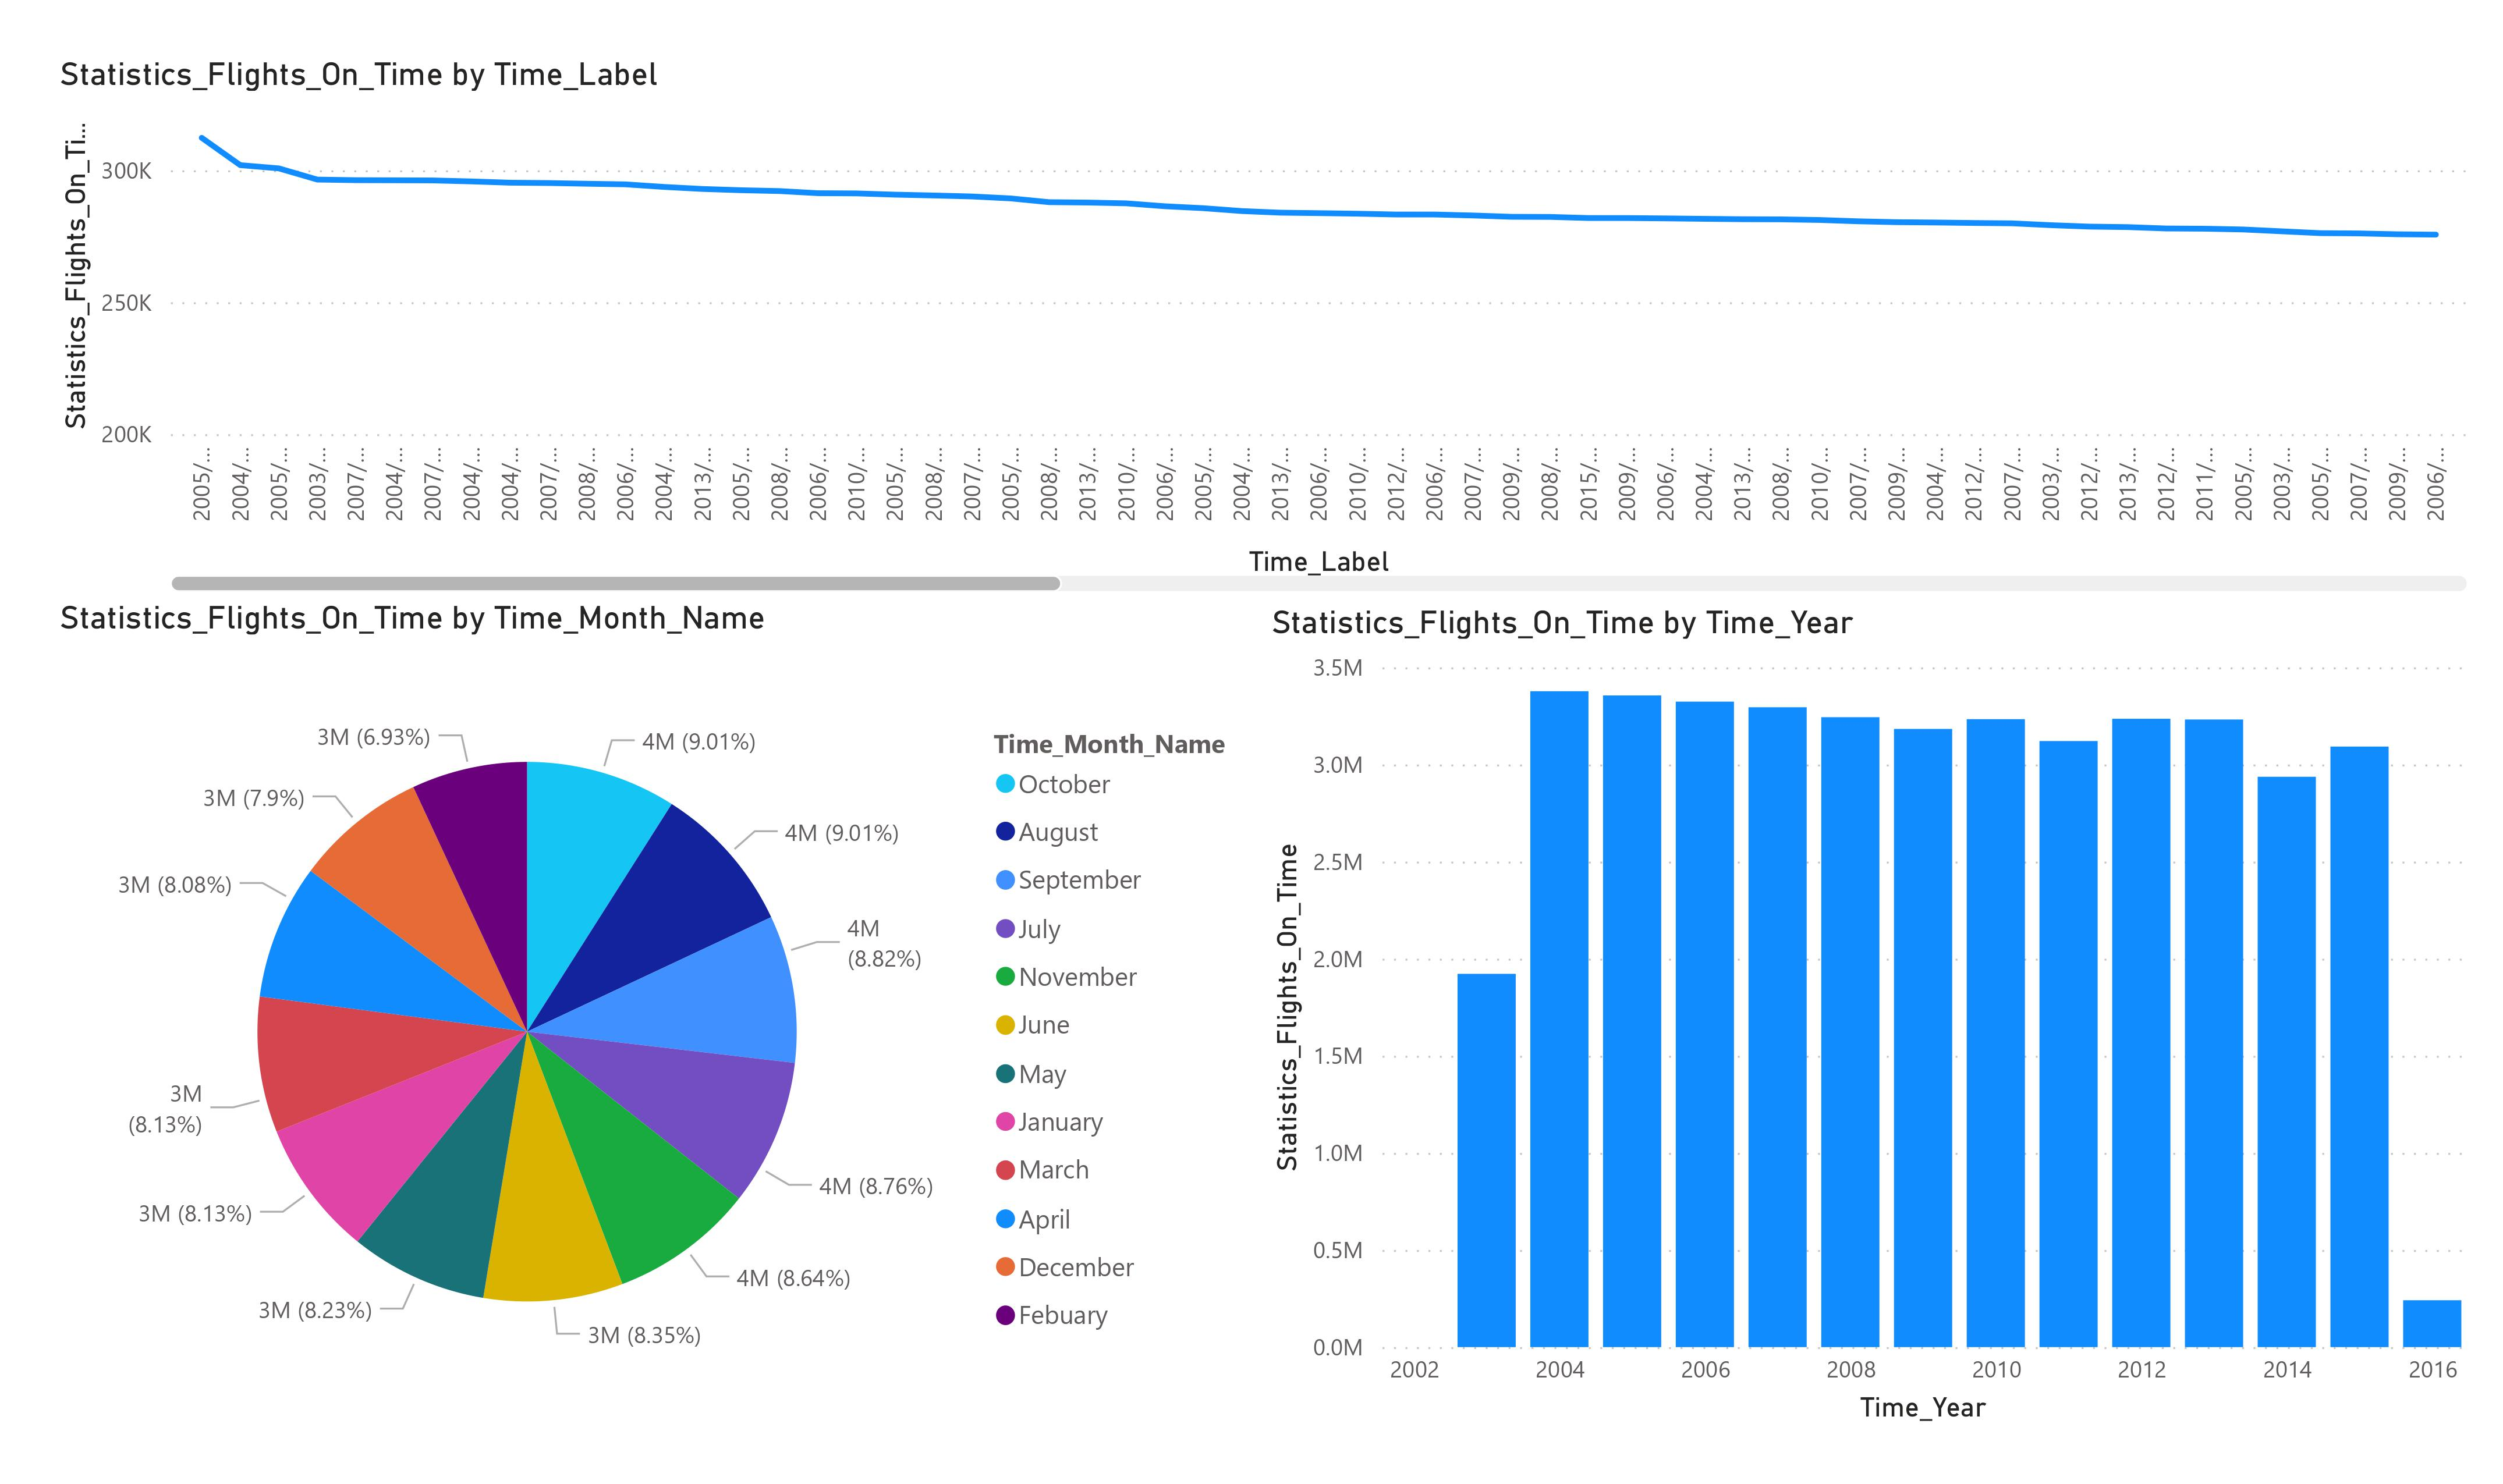 Statistics_Flights_On_Time by Time_Label
Statistics_Flights_On_Ti...
300K
250K
200K
2005/...
2004/...
2005/...
2003/...
2007/...
2004/...
2007/...
2004/...
2004/...
2007/...
2008/...
2006/...
2004/...
2013/...
2005/...
2008/...
2006/...
2010/...
2005/...
2008/...
2007/...
2005/...
2008/...
2013/...
2010/...
2006/...
2005/...
2004/...
2013/...
2006/...
2010/...
2012/...
2006/...
2007/...
2009/...
2008/...
2015/...
2009/...
2006/...
2004/...
2013/...
2008/...
2010/...
2007/...
2009/...
2004/...
2012/...
2007/...
2003/...
2012/...
2013/...
2012/...
2011/...
2005/...
2003/...
2005/...
2007/...
2009/...
2006/...
Time_Label
Statistics_Flights_On_Time by Time_Month_Name
4M (9.01%)
4M (9.01%)
4M
(8.82%)
4M (8.76%)
4M (8.64%)
3M (8.35%)
3M (8.23%)
3M (8.13%)
3M
(8.13%)
3M (8.08%)
3M (7.9%)
3M (6.93%)
Time_Month_Name
October
August
September
July
November
June
May
January
March
April
December
Febuary
Statistics_Flights_On_Time by Time_Year
Statistics_Flights_On_Time
3.5M
3.0M
2.5M
2.0M
1.5M
1.0M
0.5M
0.0M
2002 2004 2006 2008 2010 2012 2014 2016
Time_Year